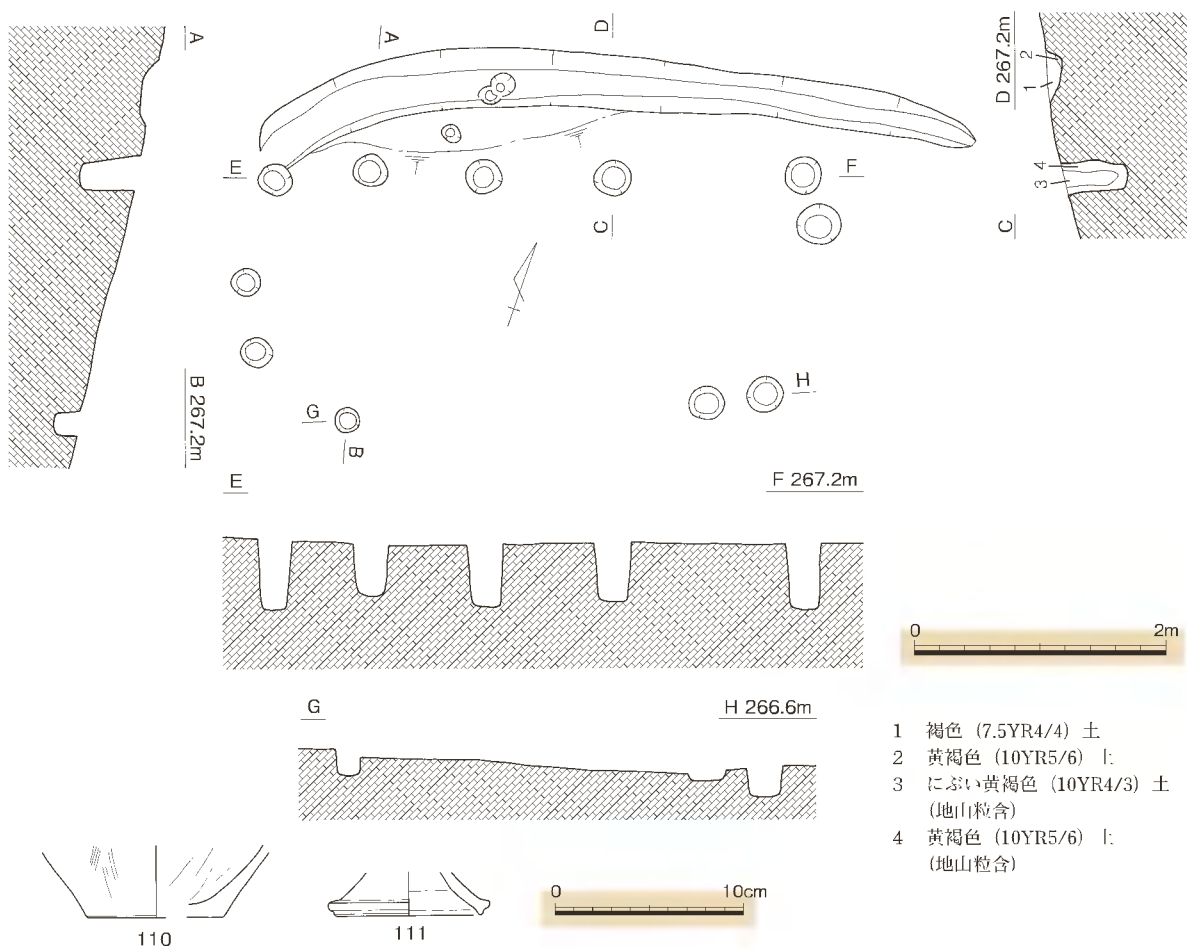 A
A
D
D 267.2m
2
1
E
F
4
3
C
C
B 267.2m
G
H
B
E
F 267.2m
0 2m
G
H 266.6m
1 褐色 (7.5YR4/4) 土
2 黄褐色 (10YR5/6) 土
3 にぶい黄褐色 (10YR4/3) 土
(地山粒含)
4 黄褐色 (10YR5/6) 土
(地山粒含)
0 10cm
110
111